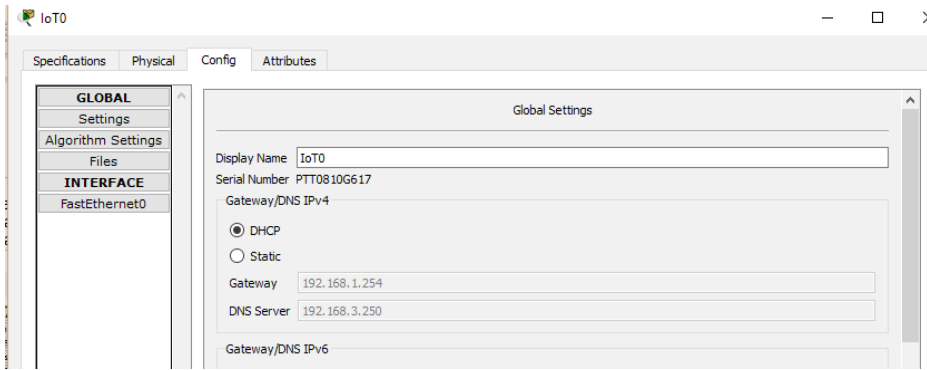 IoT0
Specifications Physical Config Attributes
GLOBAL
Settings
Algorithm Settings
Files
INTERFACE
FastEthernet0
Global Settings
Display Name IoT0
Serial Number PTT0810G617
Gateway/DNS IPv4
DHCP
Static
Gateway 192.168.1.254
DNS Server 192.168.3.250
Gateway/DNS IPv6